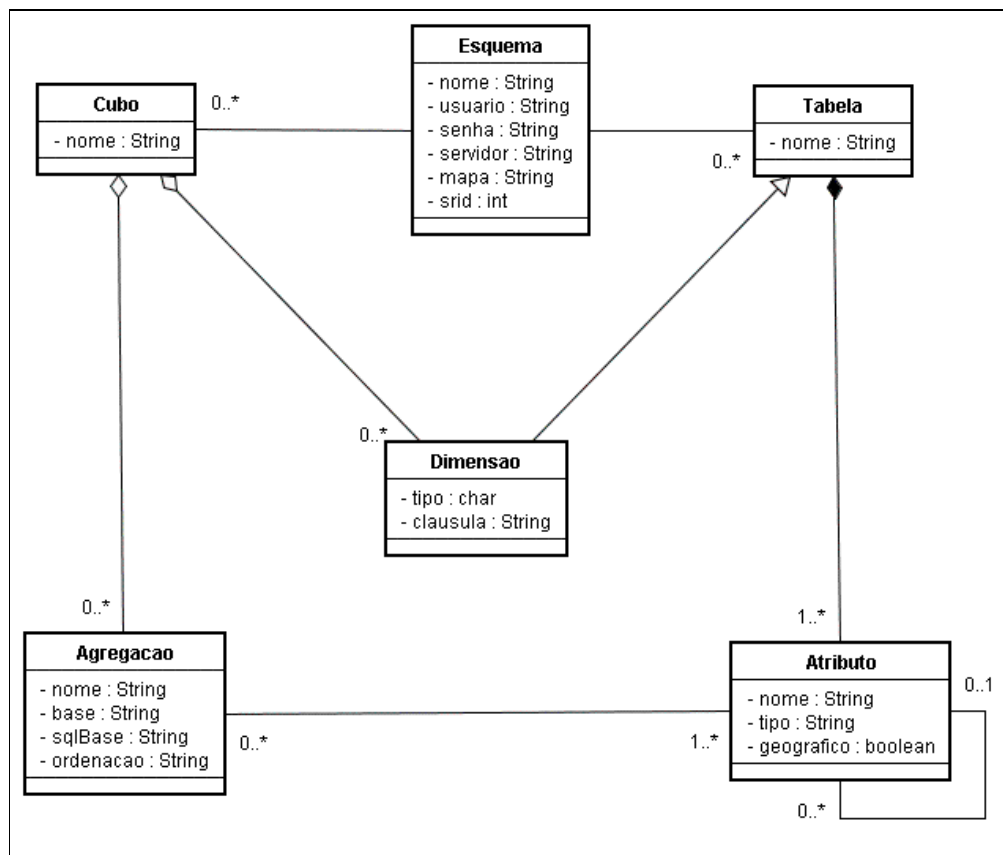 Esquema
- nome : String
- usuario : String
- senha : String
- servidor : String
- mapa : String
- srid : int
Cubo
- nome : String
0..*
Tabela
- nome : String
0..*
0..*
Dimensao
- tipo : char
- clausula : String
0..*
Agregacao
- nome : String
- base : String
- sqlBase : String
- ordenacao : String
0..*
1..*
1..*
Atributo
- nome : String
- tipo : String
- geografico : boolean
0..1
0..*